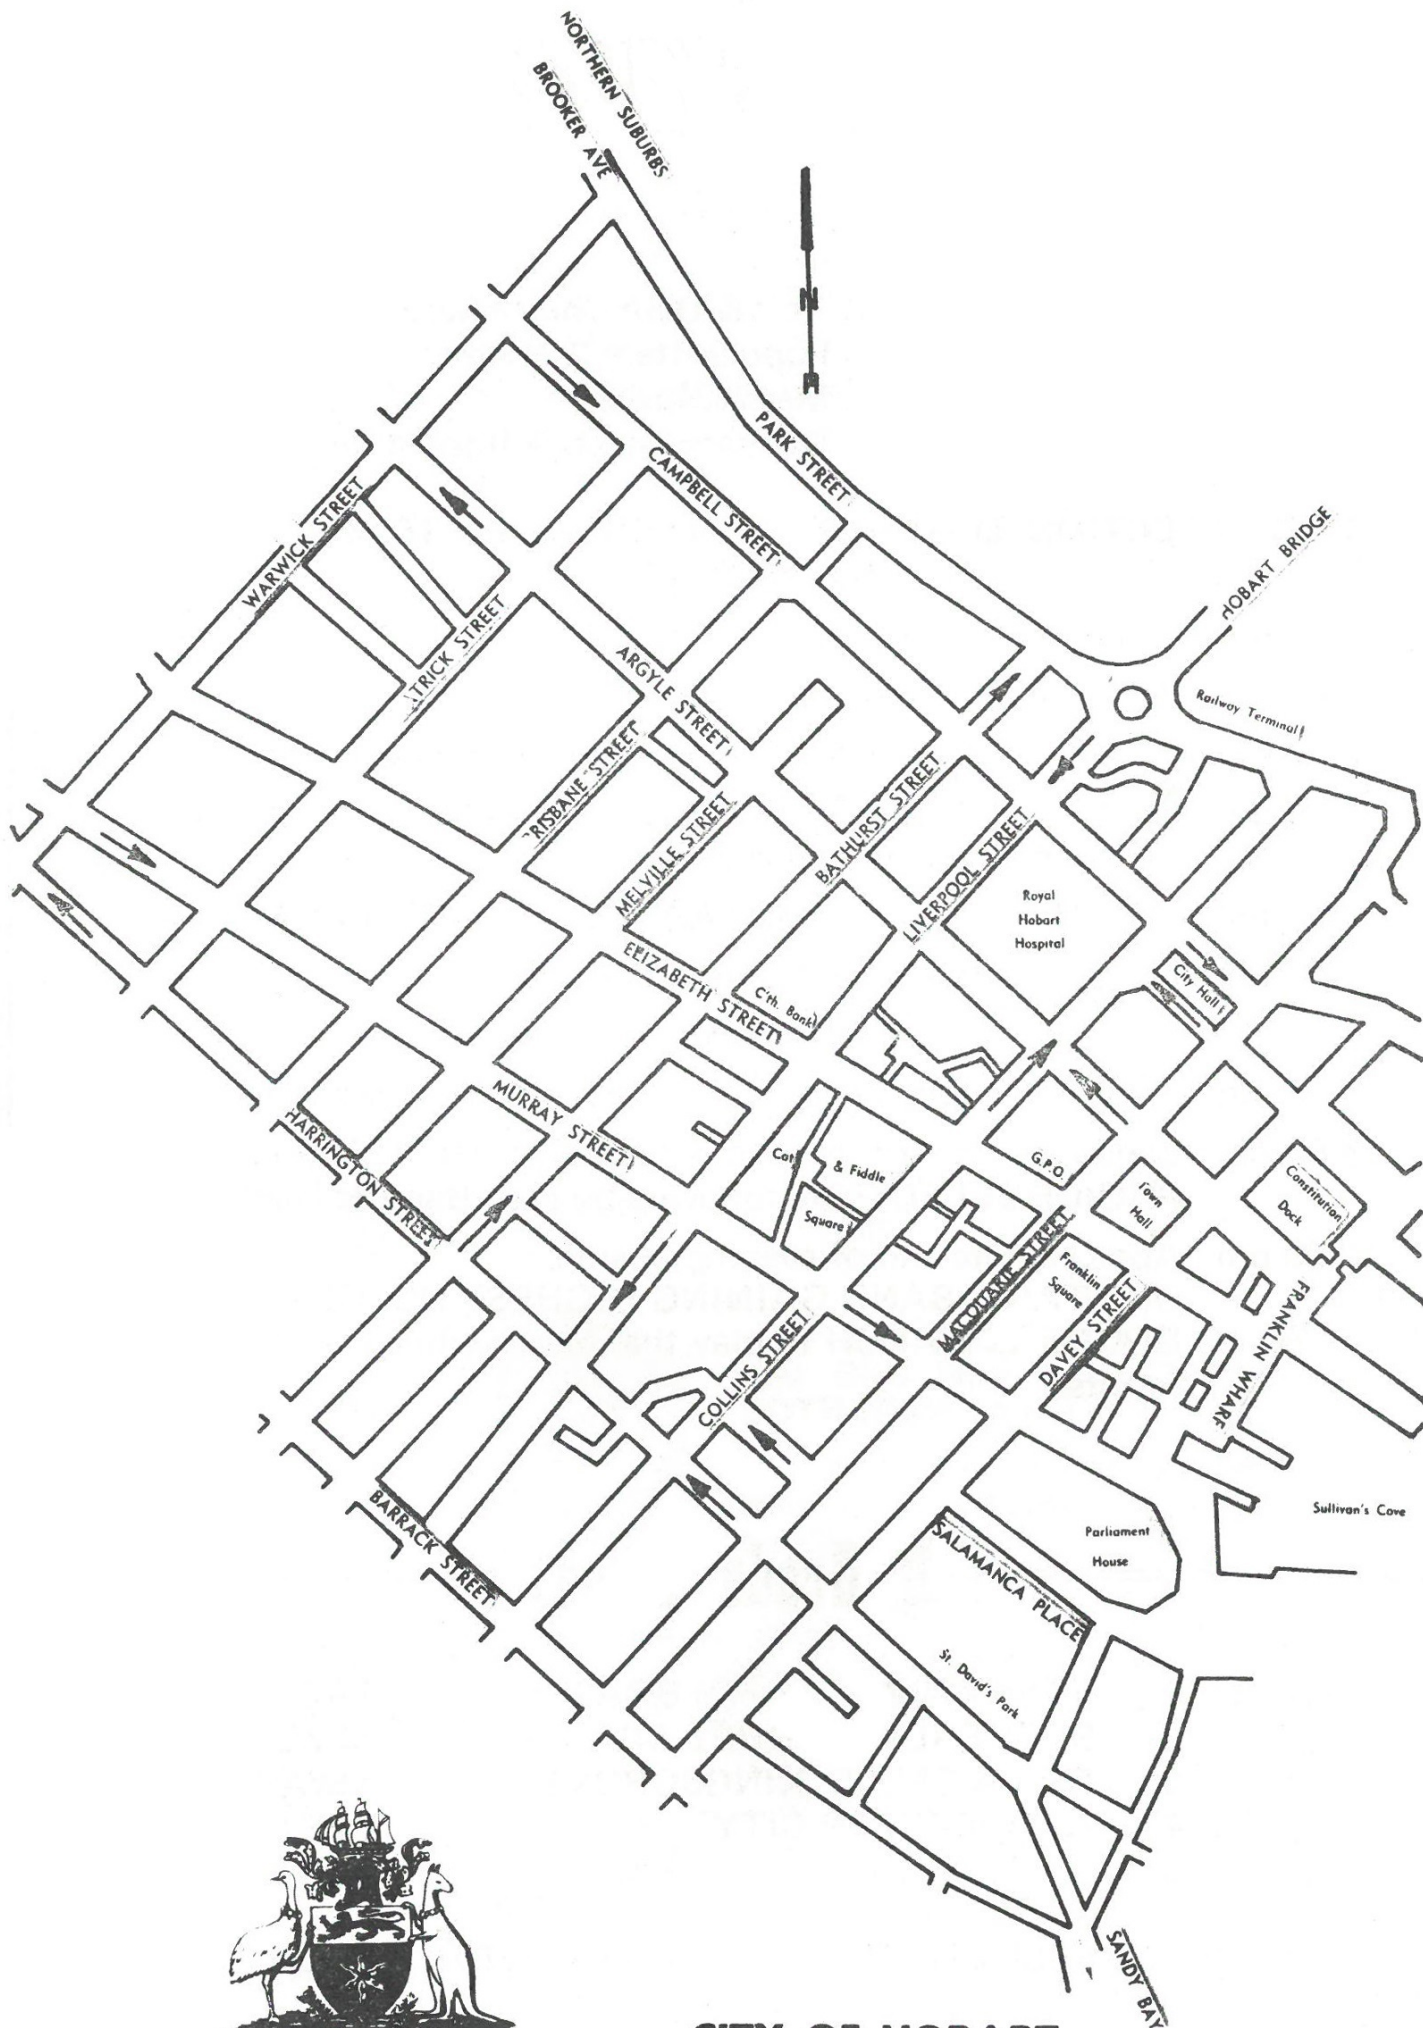 NORTHERN SUBURBS
BROOKER AVE
N
PARK STREET
CAMPBELL STREET
WARWICK STREET
HOBART BRIDGE
TRICK STREET
ARGYLE STREET
Railway Terminal
RISBANE STREET
MELVILLE STREET
BATHURST STREET
LIVERPOOL STREET
Royal
Hobart
Hospital
ELIZABETH STREET
C'th. Bank
City Hall
MURRAY STREET
HARRINGTON STREET
Cat
& Fiddle
Square
G.P.O.
Town
Hall
Constitution
Dock
MACQUARIE STREET
Franklin
Square
DAVEY STREET
FRANKLIN WHARF
COLLINS STREET
BARRACK STREET
Sullivan's Cove
Parliament
House
SALAMANCA PLACE
St. David's Park
SANDY BAY
CITY OF HOBART